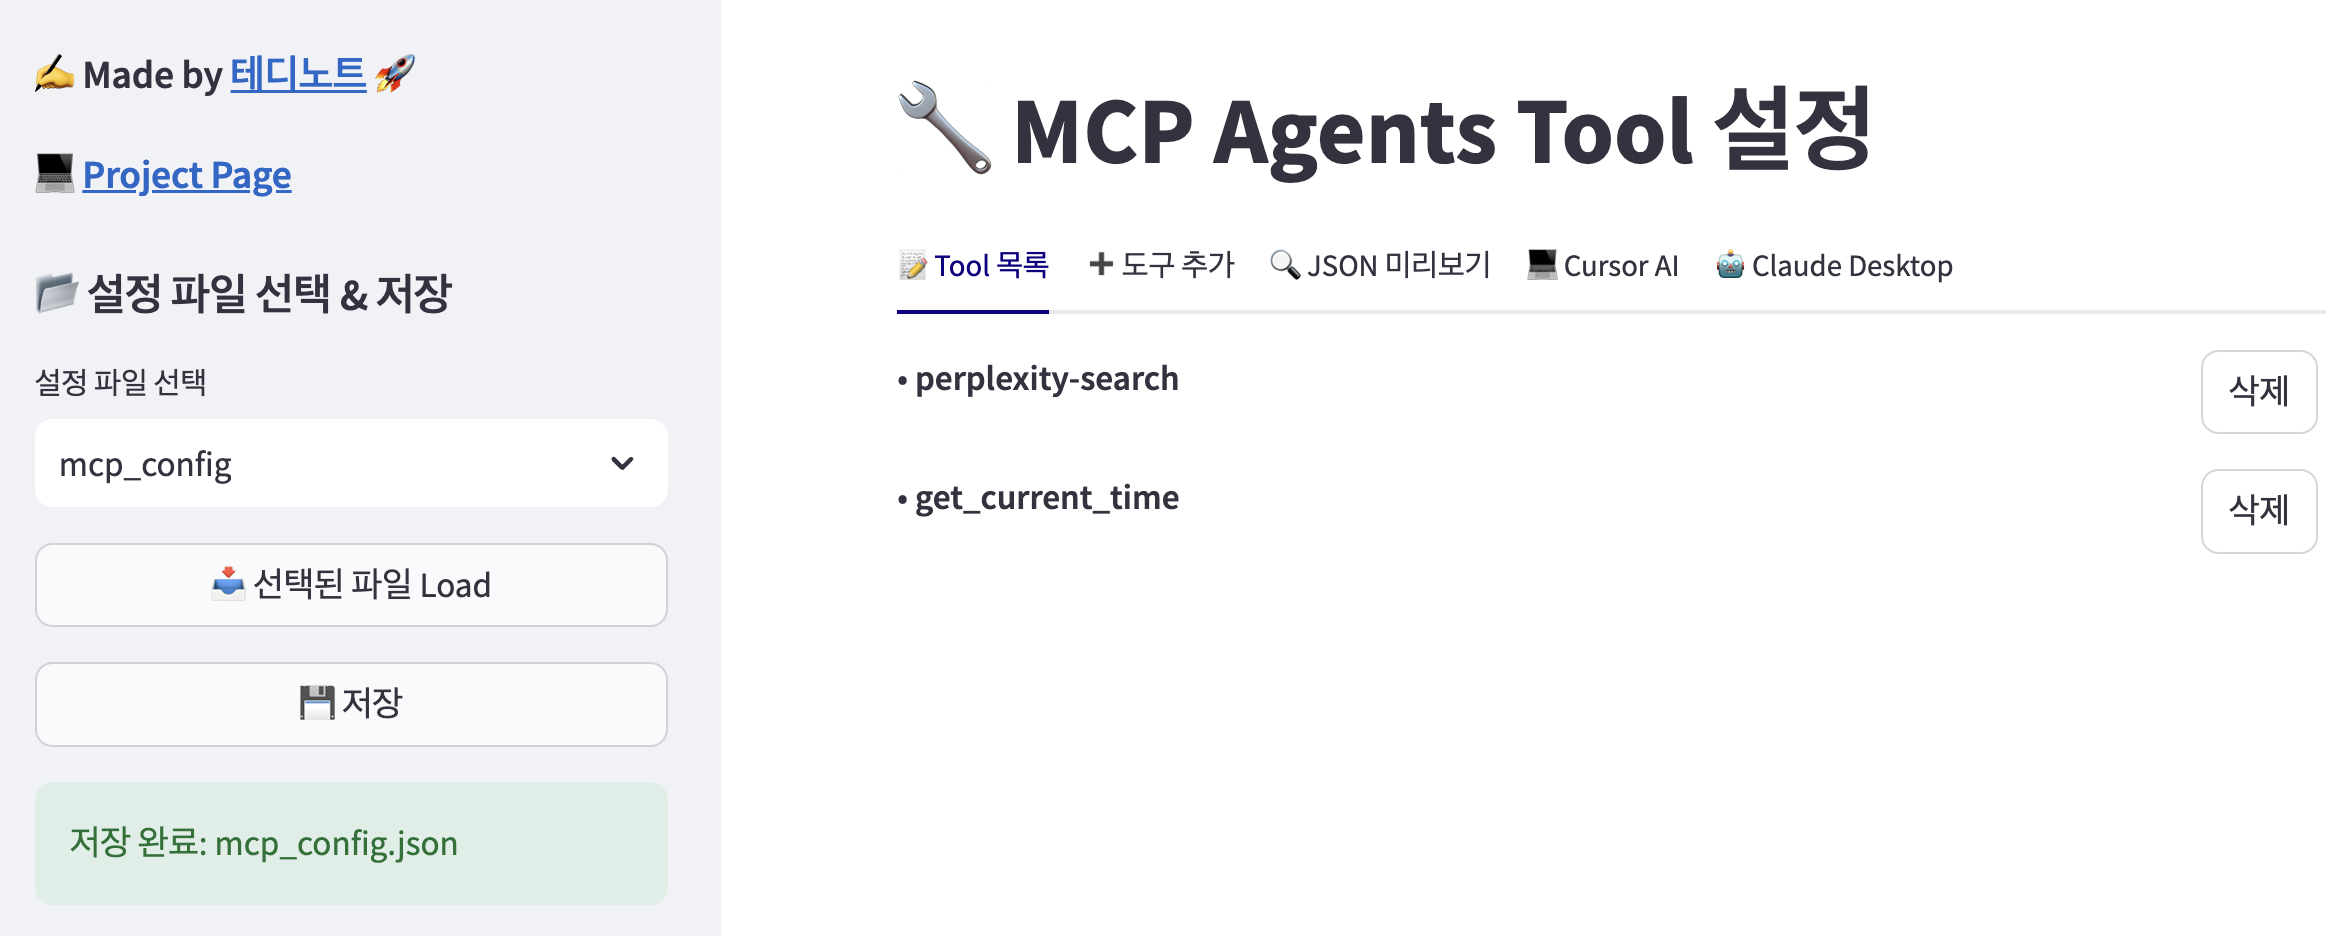 ✍️ Made by 테디노트 🚀
💻 Project Page
📂 설정 파일 선택 & 저장
설정 파일 선택
mcp_config
📥 선택된 파일 Load
💾 저장
저장 완료: mcp_config.json
🔧 MCP Agents Tool 설정
📝 Tool 목록 ➕ 도구 추가 🔍 JSON 미리보기 💻 Cursor AI 🤖 Claude Desktop
• perplexity-search 삭제
• get_current_time 삭제